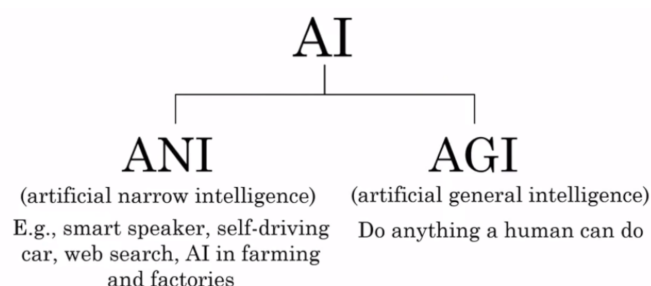 AI
ANI
(artificial narrow intelligence)
E.g., smart speaker, self-driving
car, web search, AI in farming
and factories
AGI
(artificial general intelligence)
Do anything a human can do